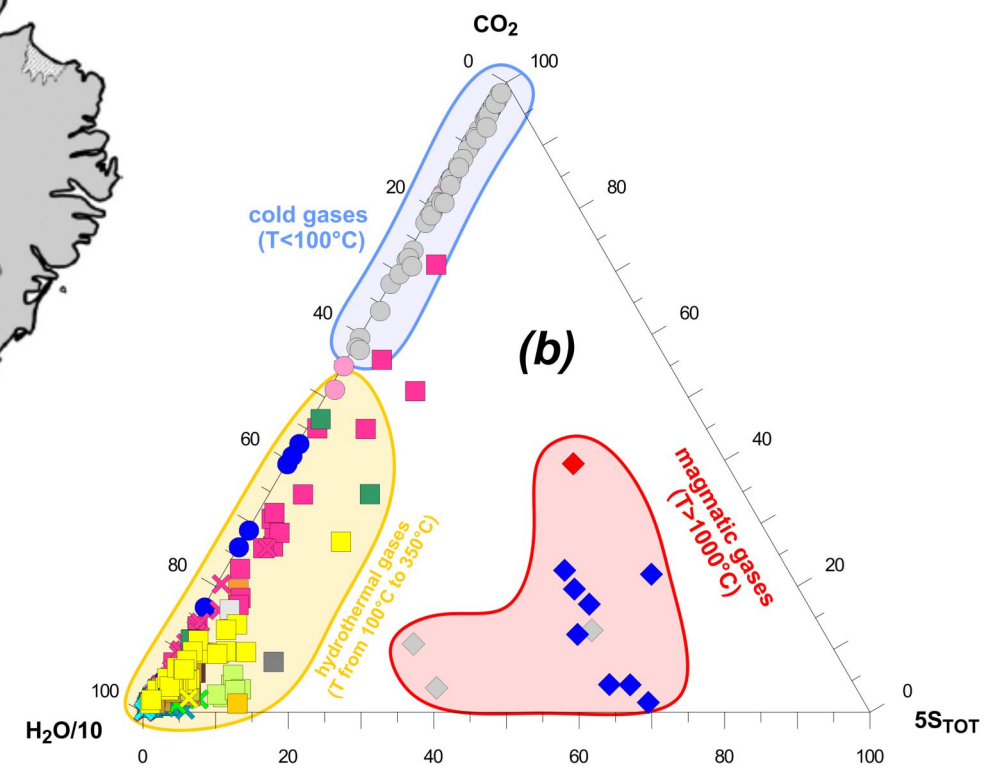 CO2
0 100
20 80
cold gases
(T<100°C)
40 60
(b)
60 40
magmatic gases
(T>1000°C)
hydrothermal gases
(T from 100°C to 350°C)
80 20
100 0
H2O/10
5STOT
0 20 40 60 80 100